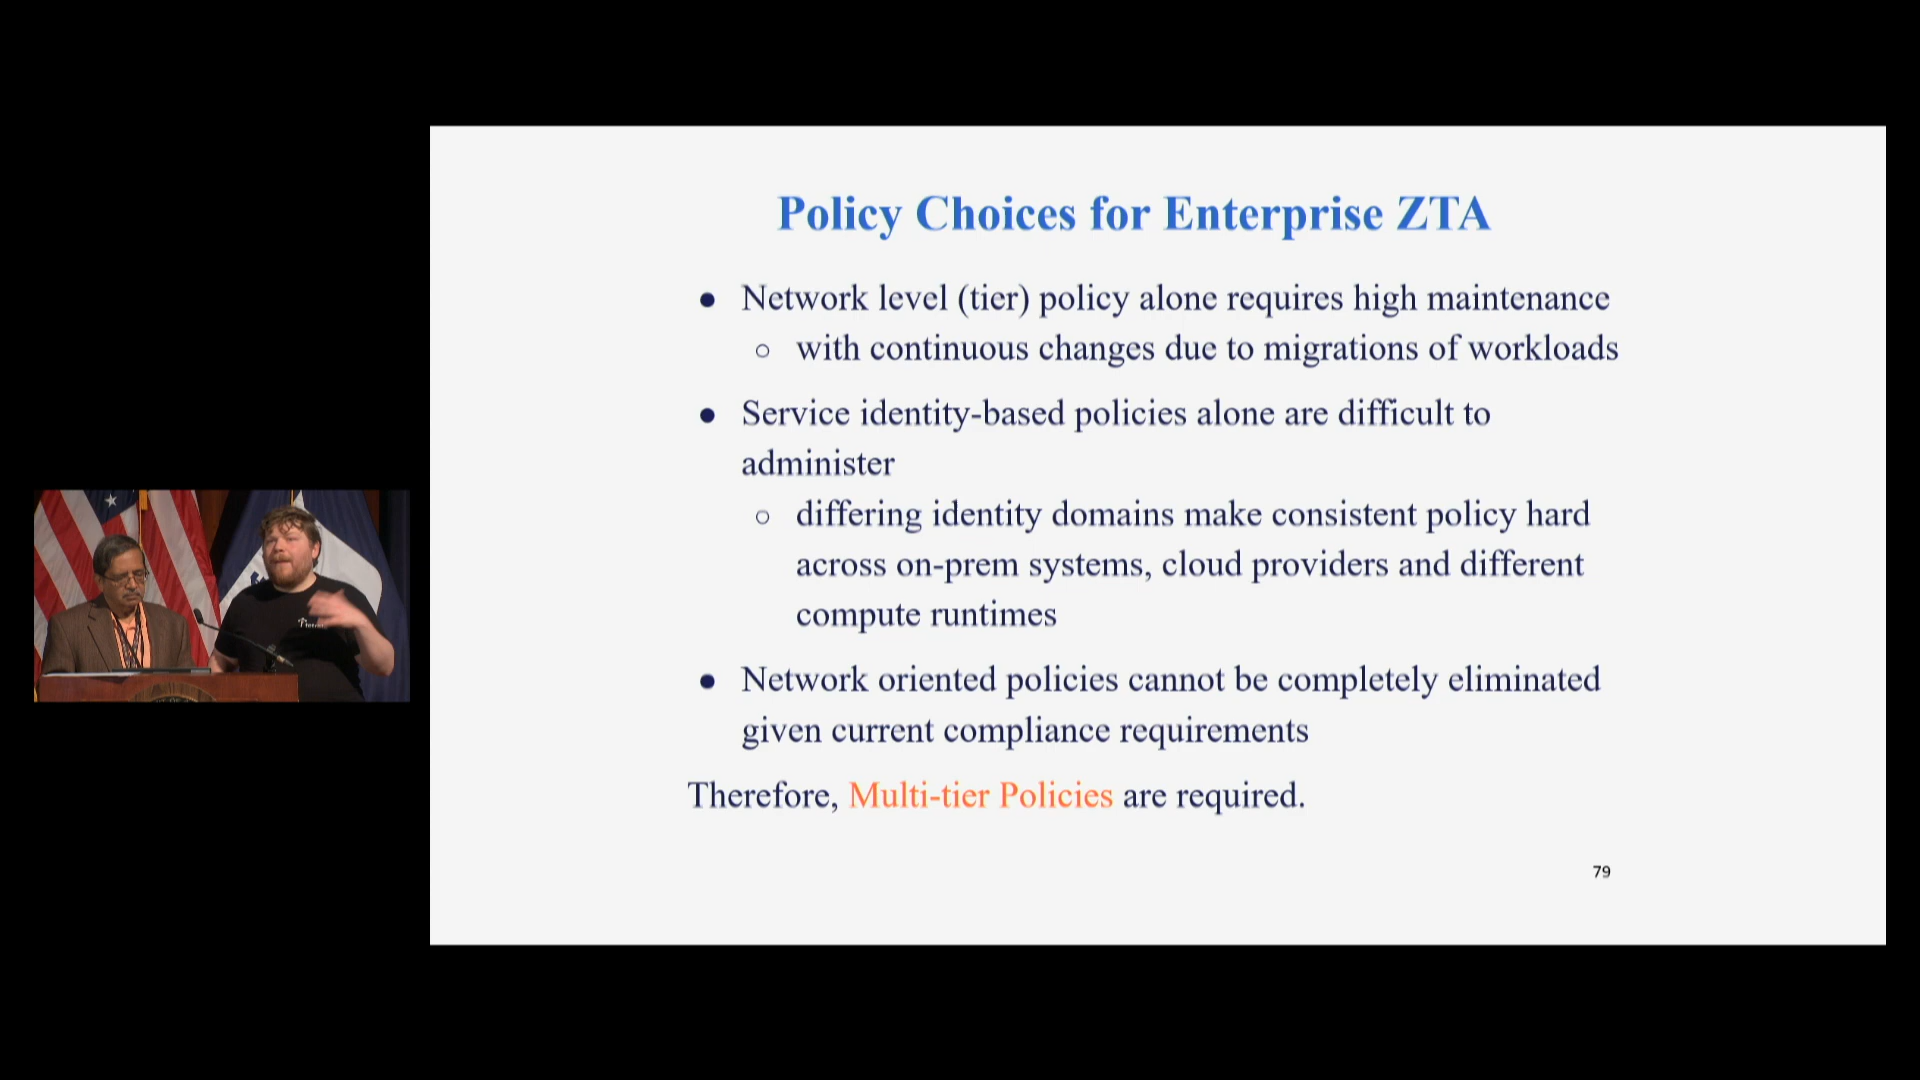 Policy Choices for Enterprise ZTA
● Network level (tier) policy alone requires high maintenance
○ with continuous changes due to migrations of workloads
● Service identity-based policies alone are difficult to
administer
○ differing identity domains make consistent policy hard
across on-prem systems, cloud providers and different
compute runtimes
● Network oriented policies cannot be completely eliminated
given current compliance requirements
Therefore, Multi-tier Policies are required.
79